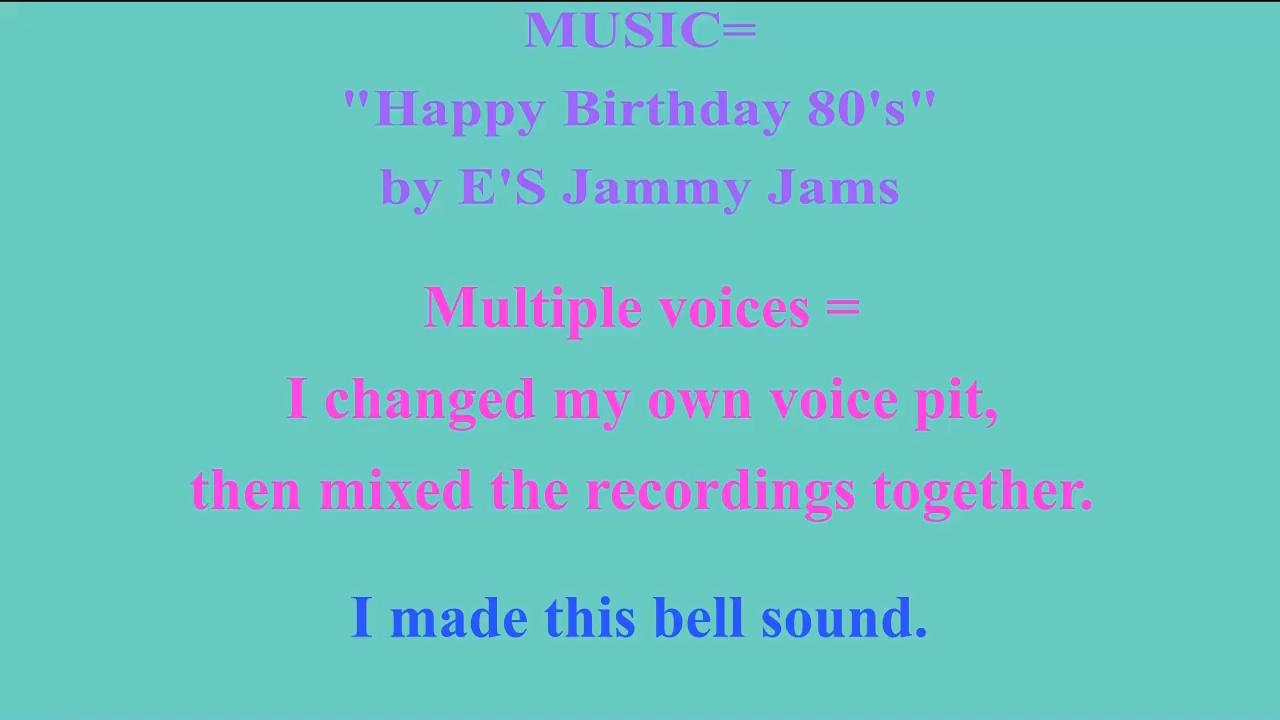 MUSIC=
"Happy Birthday 80's"
by E'S Jammy Jams
Multiple voices =
I changed my own voice pit,
then mixed the recordings together.
I made this bell sound.